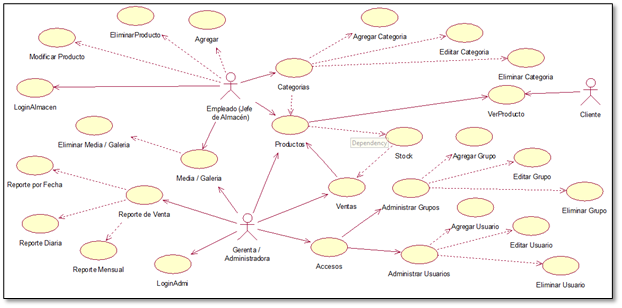 EliminarProducto
Agregar
Agregar Categoria
Modificar Producto
Editar Categoria
Eliminar Categoria
LoginAlmacen
Categorias
Empleado (Jefe
de Almacén)
VerProducto
Cliente
Eliminar Media / Galeria
Productos
Dependency
Stock
Agregar Grupo
Media / Galeria
Editar Grupo
Reporte por Fecha
Reporte de Venta
Ventas
Administrar Grupos
Eliminar Grupo
Agregar Usuario
Reporte Diaria
Editar Usuario
Gerenta /
Administradora
Reporte Mensual
LoginAdmi
Accesos
Administrar Usuarios
Eliminar Usuario